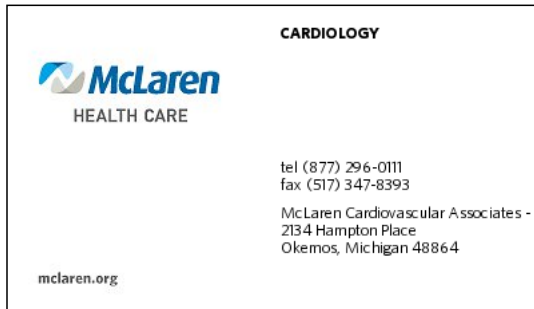 CARDIOLOGY
McLaren
HEALTH CARE
tel (877) 296-0111
fax (517) 347-8393
McLaren Cardiovascular Associates -
2134 Hampton Place
Okemos, Michigan 48864
mclaren.org